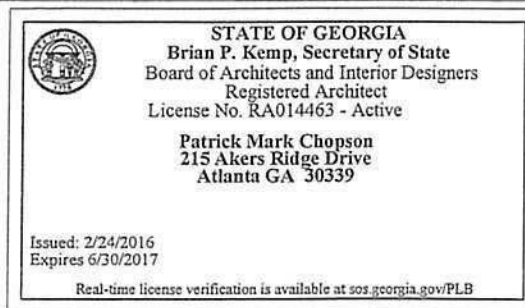 STATE OF GEORGIA
Brian P. Kemp, Secretary of State
Board of Architects and Interior Designers
Registered Architect
License No. RA014463 - Active
Patrick Mark Chopson
215 Akers Ridge Drive
Atlanta GA 30339
Issued: 2/24/2016
Expires 6/30/2017
Real-time license verification is available at sos.georgia.gov/PLB